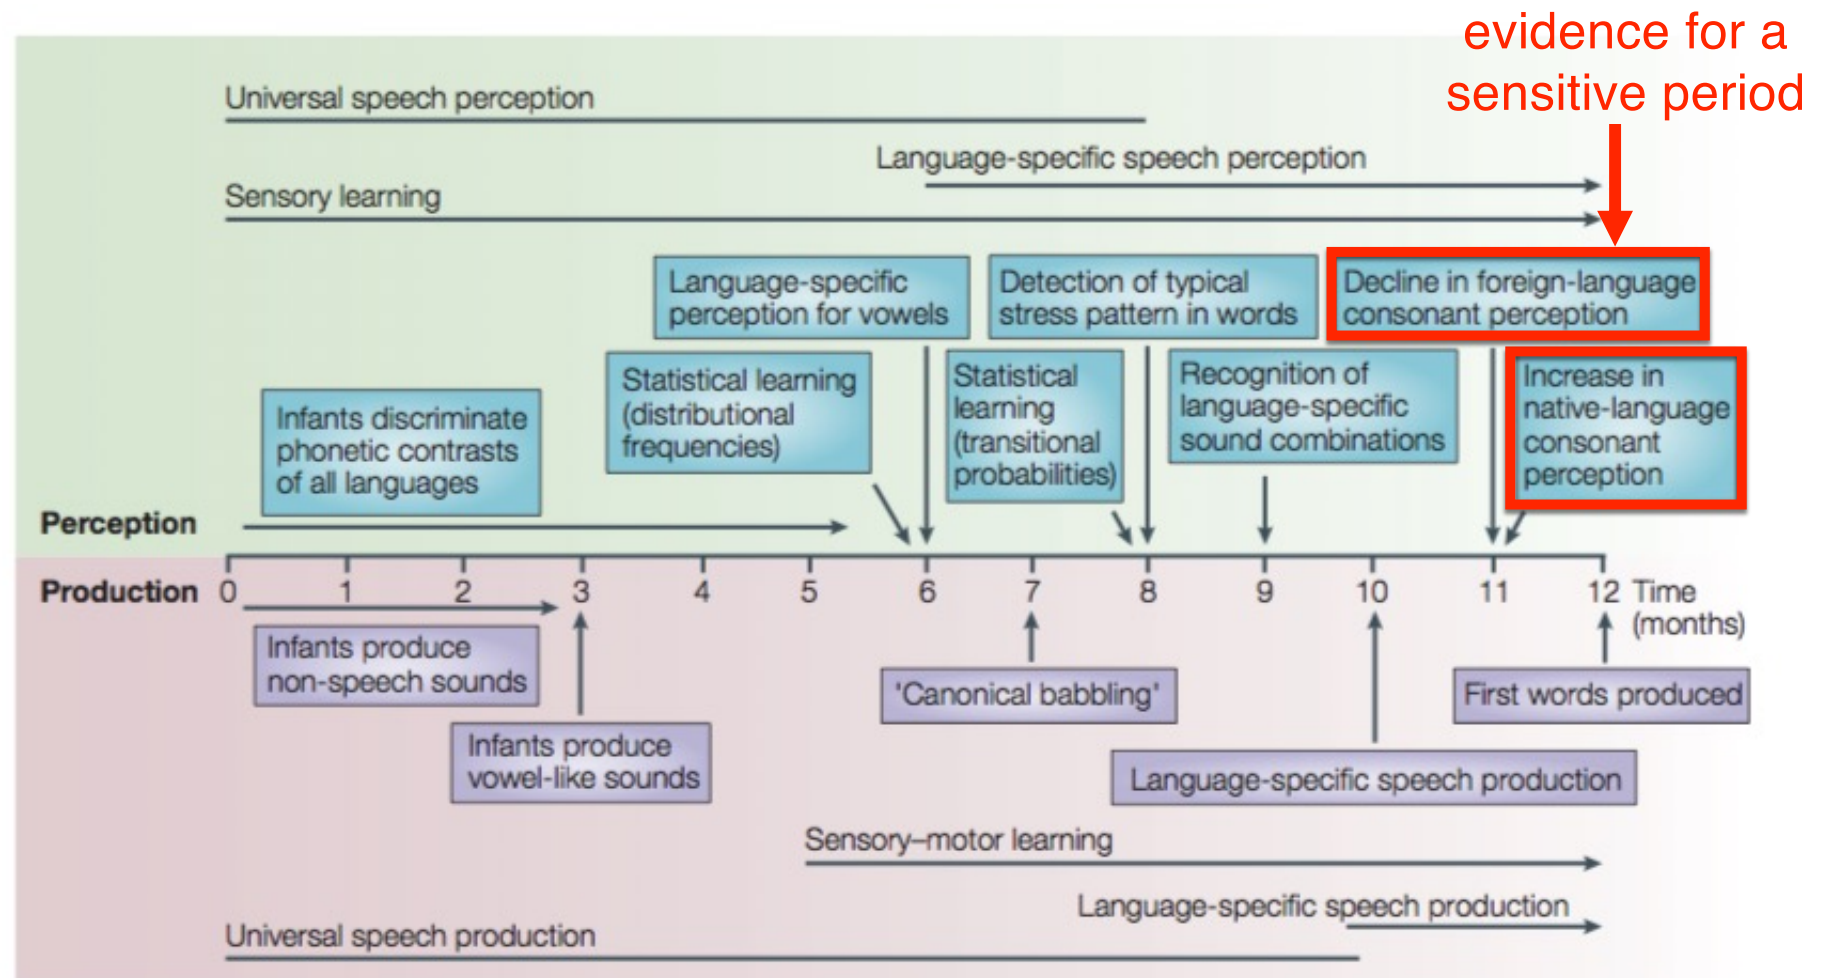 evidence for a
sensitive period
Universal speech perception
Language-specific speech perception
Sensory learning
Language-specific
perception for vowels
Detection of typical
stress pattern in words
Decline in foreign-language
consonant perception
Infants discriminate
phonetic contrasts
of all languages
Statistical learning
(distributional
frequencies)
Statistical
learning
(transitional
probabilities)
Recognition of
language-specific
sound combinations
Increase in
native-language
consonant
perception
Perception
Production 0 1 2 3 4 5 6 7 8 9 10 11 12 Time
(months)
Infants produce
non-speech sounds
Infants produce
vowel-like sounds
'Canonical babbling'
First words produced
Language-specific speech production
Sensory–motor learning
Language-specific speech production
Universal speech production